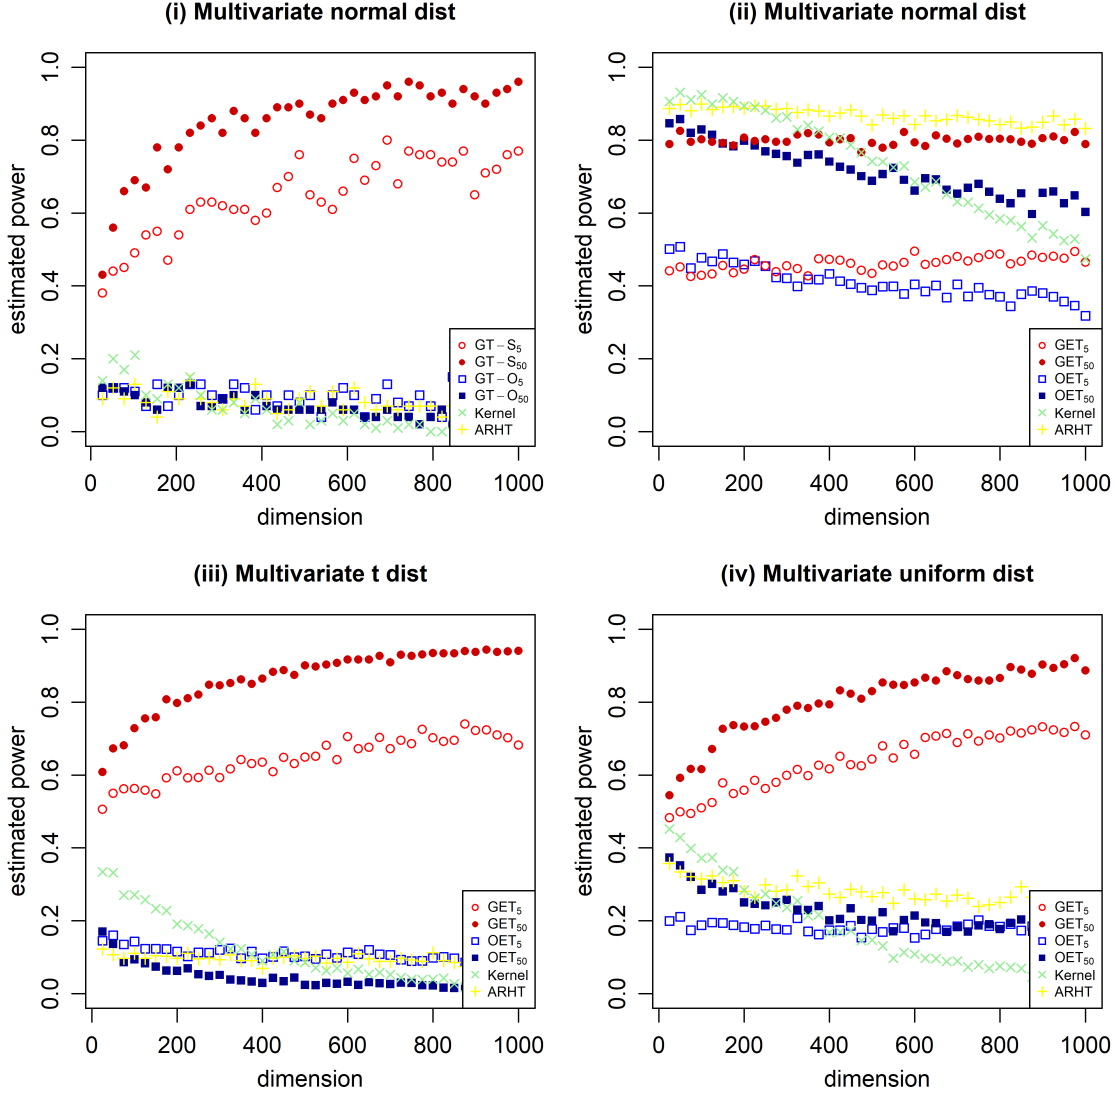 (i) Multivariate normal dist
estimated power
1.0
0.8
0.6
0.4
0.2
0.0
GT − S5
GT − S50
GT − O5
GT − O50
Kernel
ARHT
0 200 400 600 800 1000
dimension
(ii) Multivariate normal dist
estimated power
1.0
0.8
0.6
0.4
0.2
0.0
GET5
GET50
OET5
OET50
Kernel
ARHT
0 200 400 600 800 1000
dimension
(iii) Multivariate t dist
estimated power
1.0
0.8
0.6
0.4
0.2
0.0
GET5
GET50
OET5
OET50
Kernel
ARHT
0 200 400 600 800 1000
dimension
(iv) Multivariate uniform dist
estimated power
1.0
0.8
0.6
0.4
0.2
0.0
GET5
GET50
OET5
OET50
Kernel
ARHT
0 200 400 600 800 1000
dimension